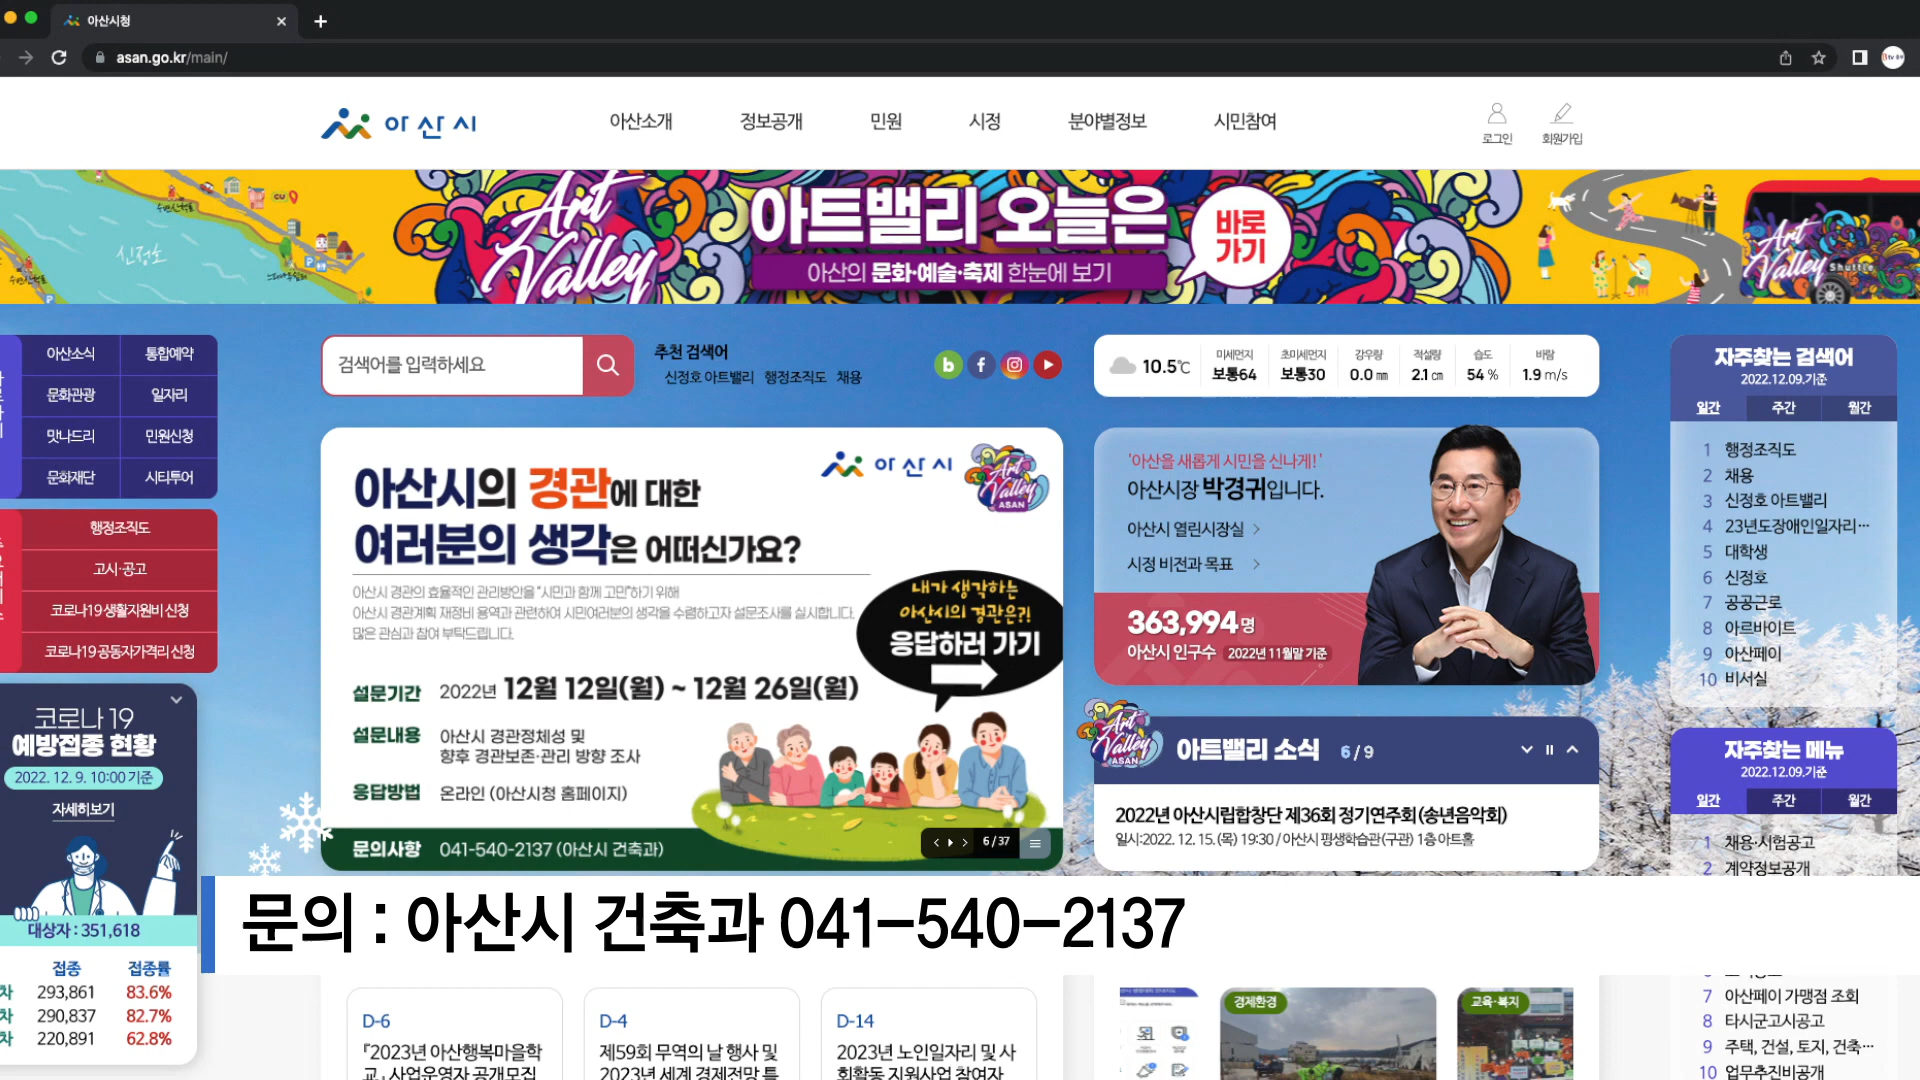 아산시청
asan.go.kr/main/
아산시
아산소개
정보공개
민원
시정
분야별정보
시민참여
로그인
회원가입
신정호
Art Valley
아트밸리 오늘은
아산의 문화·예술·축제 한눈에 보기
바로
가기
Art Valley Shuttle
아산소식
통합예약
문화관광
일자리
맛나드리
민원신청
문화재단
시티투어
행정조직도
고시·공고
코로나19 생활지원비 신청
코로나19 공동자가격리 신청
코로나19
예방접종 현황
2022. 12. 9. 10:00 기준
자세히보기
대상자 : 351,618
접종 접종률
차 293,861 83.6%
차 290,837 82.7%
차 220,891 62.8%
검색어를 입력하세요
추천 검색어
신정호 아트밸리 행정조직도 채용
10.5℃
미세먼지
보통64
초미세먼지
보통30
강우량
0.0 mm
적설량
2.1 cm
습도
54 %
바람
1.9 m/s
아산시
Art Valley ASAN
아산시의 경관에 대한
여러분의 생각은 어떠신가요?
아산시 경관의 효율적인 관리방안을 "시민과 함께 고민"하기 위해
아산시 경관계획 재정비 용역과 관련하여 시민여러분의 생각을 수렴하고자 설문조사를 실시합니다.
많은 관심과 참여 부탁드립니다.
내가 생각하는
아산시의 경관은?!
응답하러 가기
설문기간 2022년 12월 12일(월) ~ 12월 26일(월)
설문내용 아산시 경관정체성 및
향후 경관보존·관리 방향 조사
응답방법 온라인 (아산시청 홈페이지)
문의사항 041-540-2137 (아산시 건축과)
6 / 37
'아산을 새롭게 시민을 신나게!'
아산시장 박경귀입니다.
아산시 열린시장실
시정 비전과 목표
363,994명
아산시 인구수 2022년 11월말 기준
Art Valley ASAN
아트밸리 소식 6 / 9
2022년 아산시립합창단 제36회 정기연주회 (송년음악회)
일시:2022. 12. 15. (목) 19:30 / 아산시 평생학습관(구관) 1층 아트홀
자주찾는 검색어
2022.12.09.기준
일간 주간 월간
1 행정조직도
2 채용
3 신정호 아트밸리
4 23년도장애인일자리…
5 대학생
6 신정호
7 공공근로
8 아르바이트
9 아산페이
10 비서실
자주찾는 메뉴
2022.12.09.기준
일간 주간 월간
1 채용·시험공고
2 계약정보공개
7 아산페이 가맹점 조회
8 타시군고시공고
9 주택, 건설, 토지, 건축…
10 업무추진비공개
문의 : 아산시 건축과 041-540-2137
D-6
『2023년 아산행복마을학
교』 사업운영자 공개모집
D-4
제59회 무역의 날 행사 및
2023년 세계 경제전망 특
D-14
2023년 노인일자리 및 사
회활동 지원사업 참여자
경제환경
교육·복지